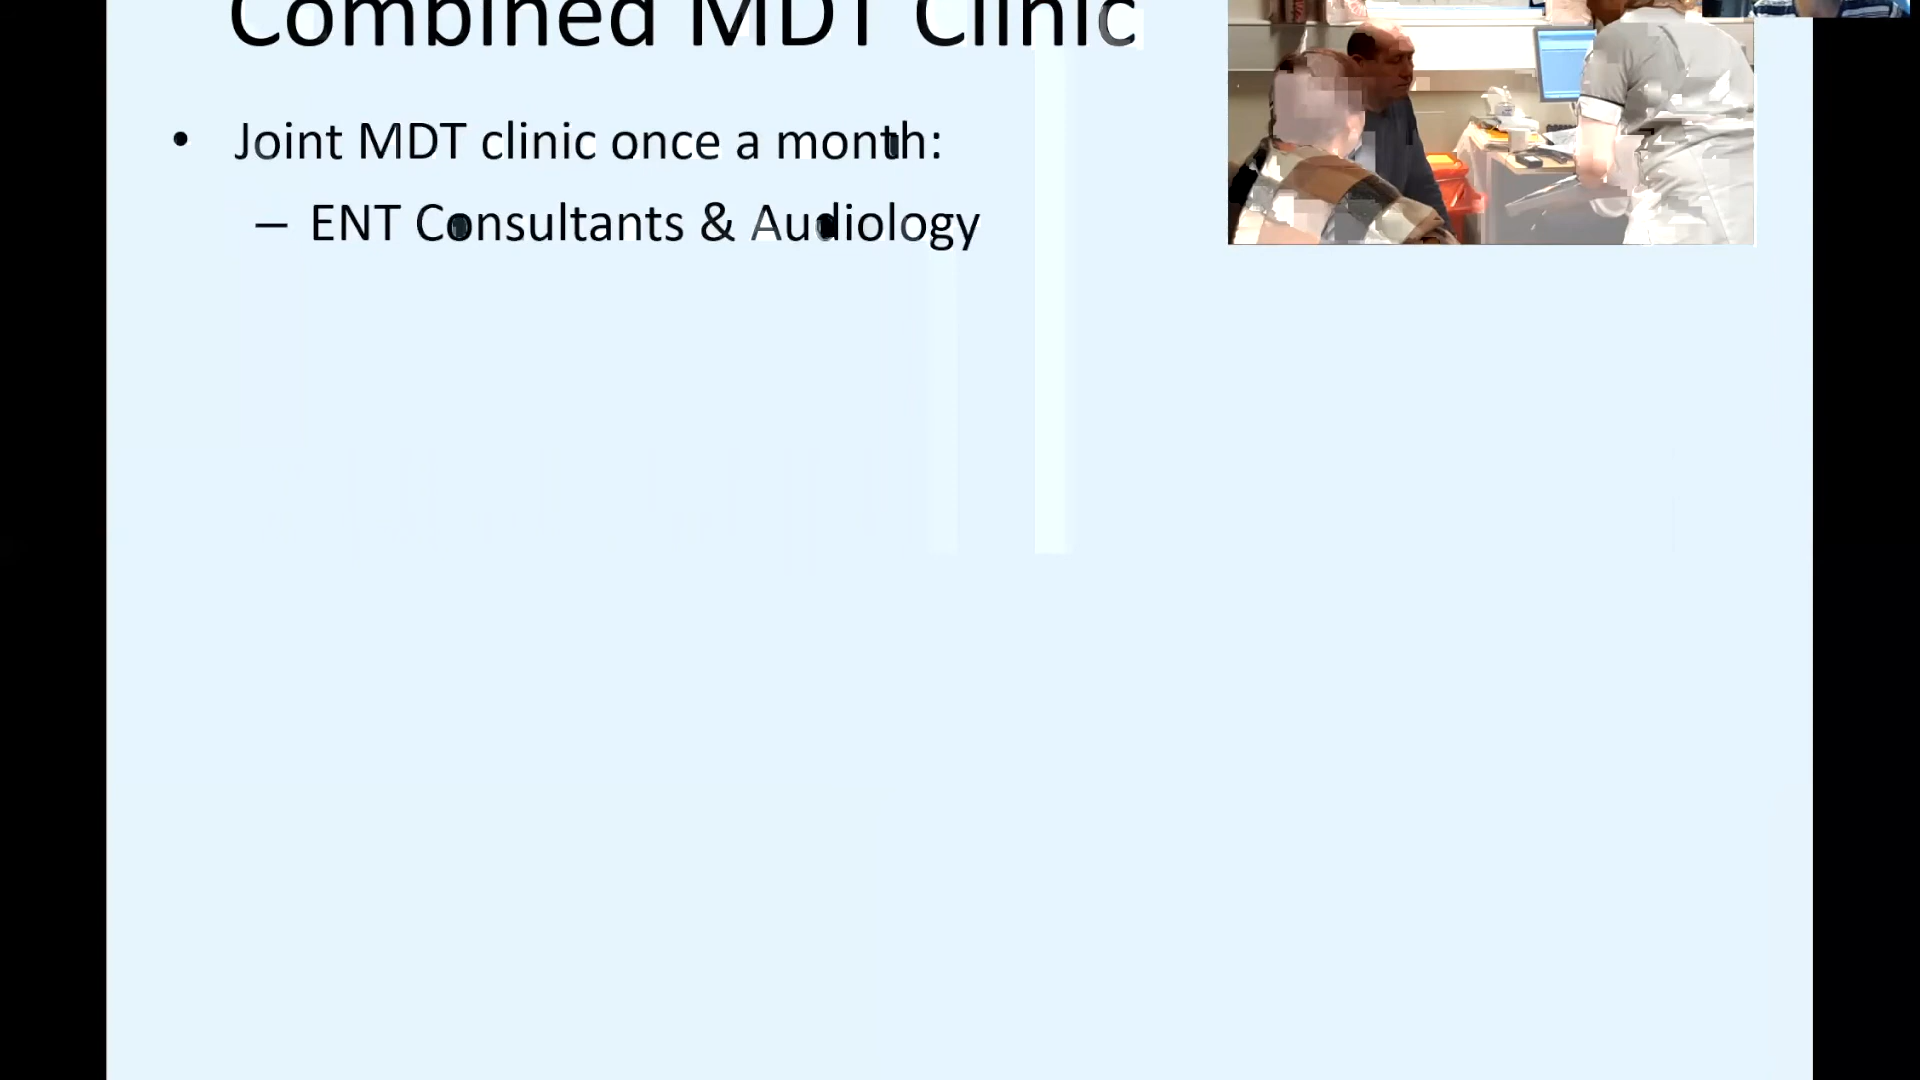 Combined MDT Clinic
• Joint MDT clinic once a month:
– ENT Consultants & Audiology